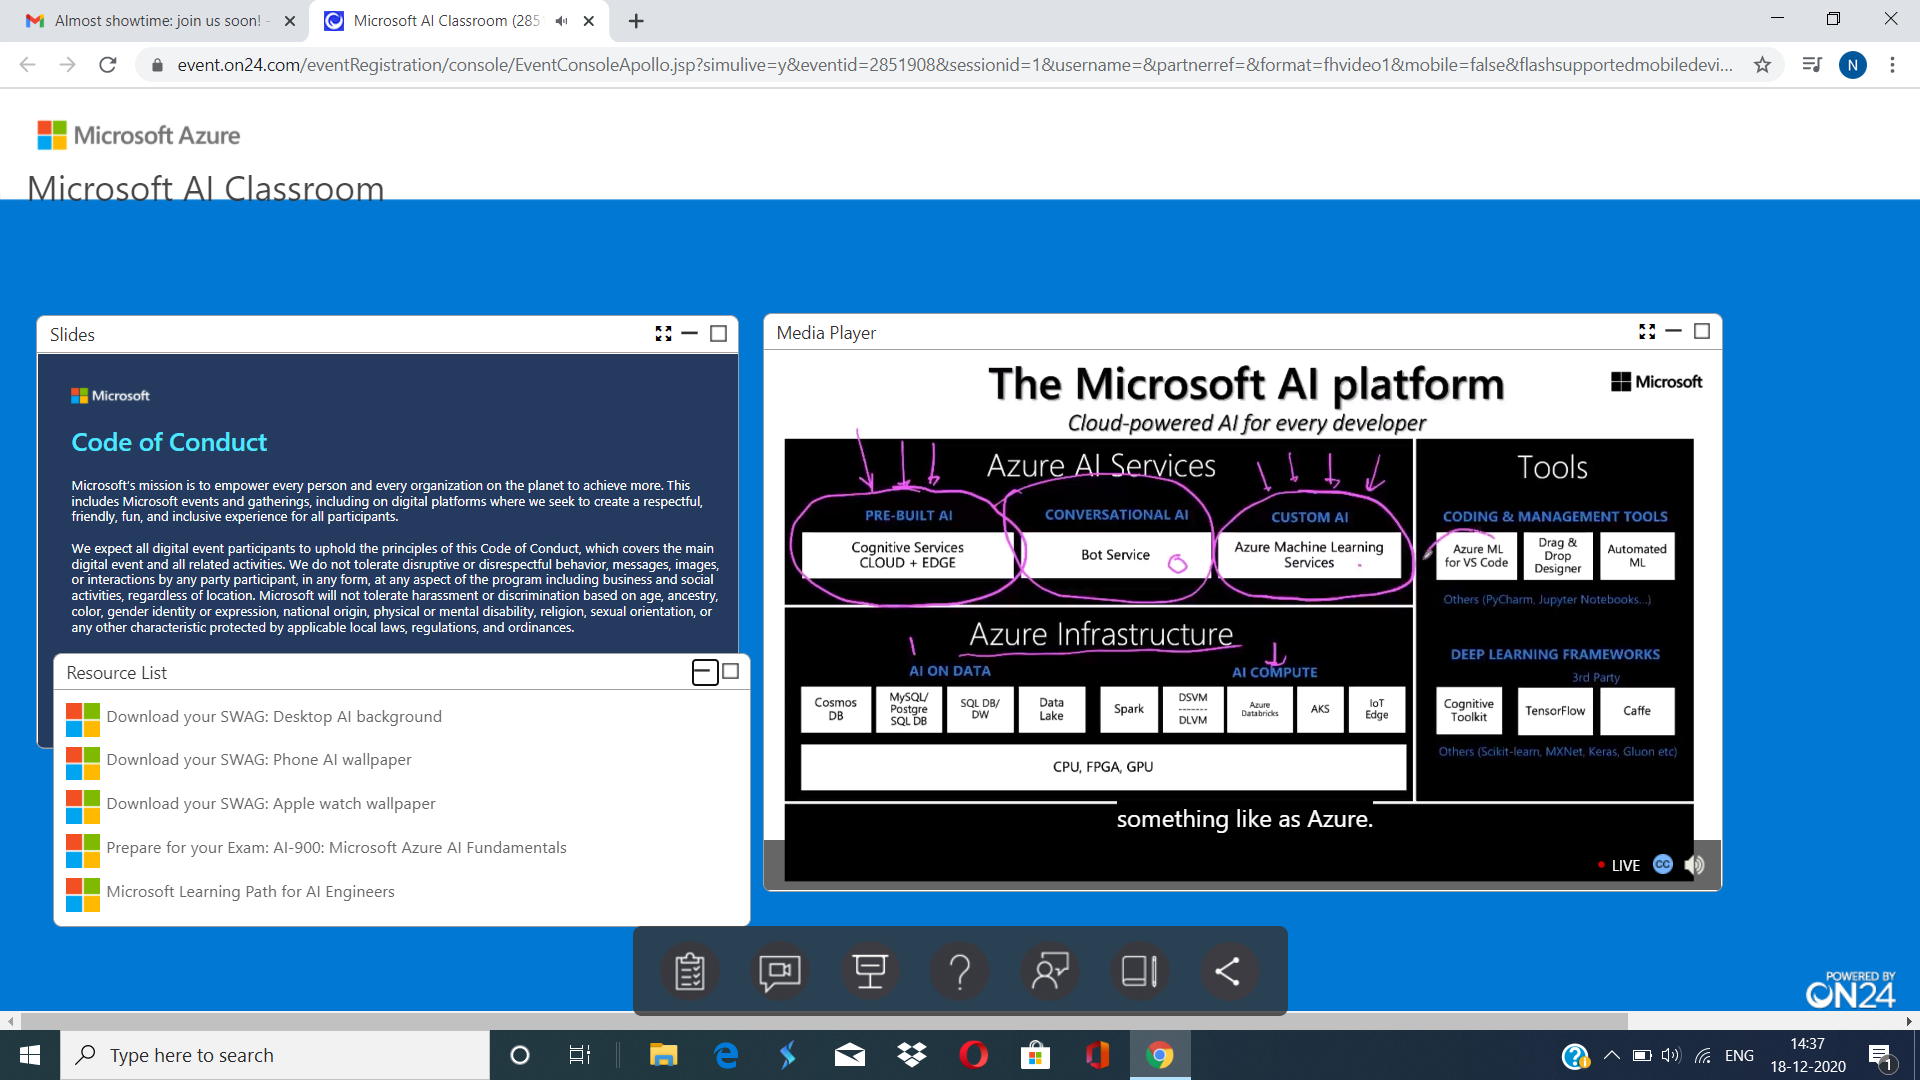 Almost showtime: join us soon! -
Microsoft AI Classroom (285
event.on24.com/eventRegistration/console/EventConsoleApollo.jsp?simulive=y&eventid=2851908&sessionid=1&username=&partnerref=&format=fhvideo1&mobile=false&flashsupportedmobiledevi...
N
Microsoft Azure
Microsoft AI Classroom
Slides
Microsoft
Code of Conduct
Microsoft's mission is to empower every person and every organization on the planet to achieve more. This
includes Microsoft events and gatherings, including on digital platforms where we seek to create a respectful,
friendly, fun, and inclusive experience for all participants.
We expect all digital event participants to uphold the principles of this Code of Conduct, which covers the main
digital event and all related activities. We do not tolerate disruptive or disrespectful behavior, messages, images,
or interactions by any party participant, in any form, at any aspect of the program including business and social
activities, regardless of location. Microsoft will not tolerate harassment or discrimination based on age, ancestry,
color, gender identity or expression, national origin, physical or mental disability, religion, sexual orientation, or
any other characteristic protected by applicable local laws, regulations, and ordinances.
Resource List
Download your SWAG: Desktop AI background
Download your SWAG: Phone AI wallpaper
Download your SWAG: Apple watch wallpaper
Prepare for your Exam: AI-900: Microsoft Azure AI Fundamentals
Microsoft Learning Path for AI Engineers
Media Player
The Microsoft AI platform
Microsoft
Cloud-powered AI for every developer
Azure AI Services
PRE-BUILT AI
CONVERSATIONAL AI
CUSTOM AI
Cognitive Services
CLOUD + EDGE
Bot Service
Azure Machine Learning
Services
Azure Infrastructure
AI ON DATA
AI COMPUTE
Cosmos
DB
MySQL/
Postgre
SQL DB
SQL DB/
DW
Data
Lake
Spark
DSVM
-------
DLVM
Azure
Databricks
AKS
IoT
Edge
CPU, FPGA, GPU
Tools
CODING & MANAGEMENT TOOLS
Azure ML
for VS Code
Drag &
Drop
Designer
Automated
ML
Others (PyCharm, Jupyter Notebooks...)
DEEP LEARNING FRAMEWORKS
3rd Party
Cognitive
Toolkit
TensorFlow
Caffe
Others (Scikit-learn, MXNet, Keras, Gluon etc)
something like as Azure.
LIVE
CC
POWERED BY
ON24
Type here to search
ENG
14:37
18-12-2020
1